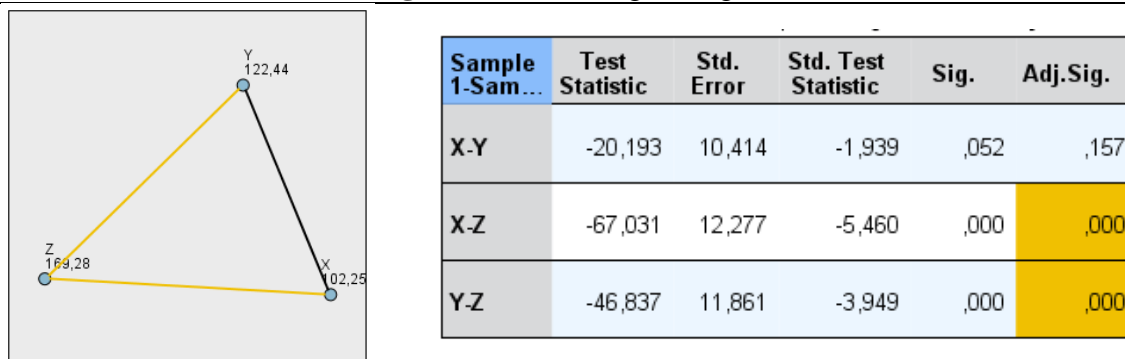 Y
122,44
Z
169,28
X
102,25
Sample 1-Sam... Test Statistic Std. Error Std. Test Statistic Sig. Adj.Sig.
X-Y -20,193 10,414 -1,939 ,052 ,157
X-Z -67,031 12,277 -5,460 ,000 ,000
Y-Z -46,837 11,861 -3,949 ,000 ,000